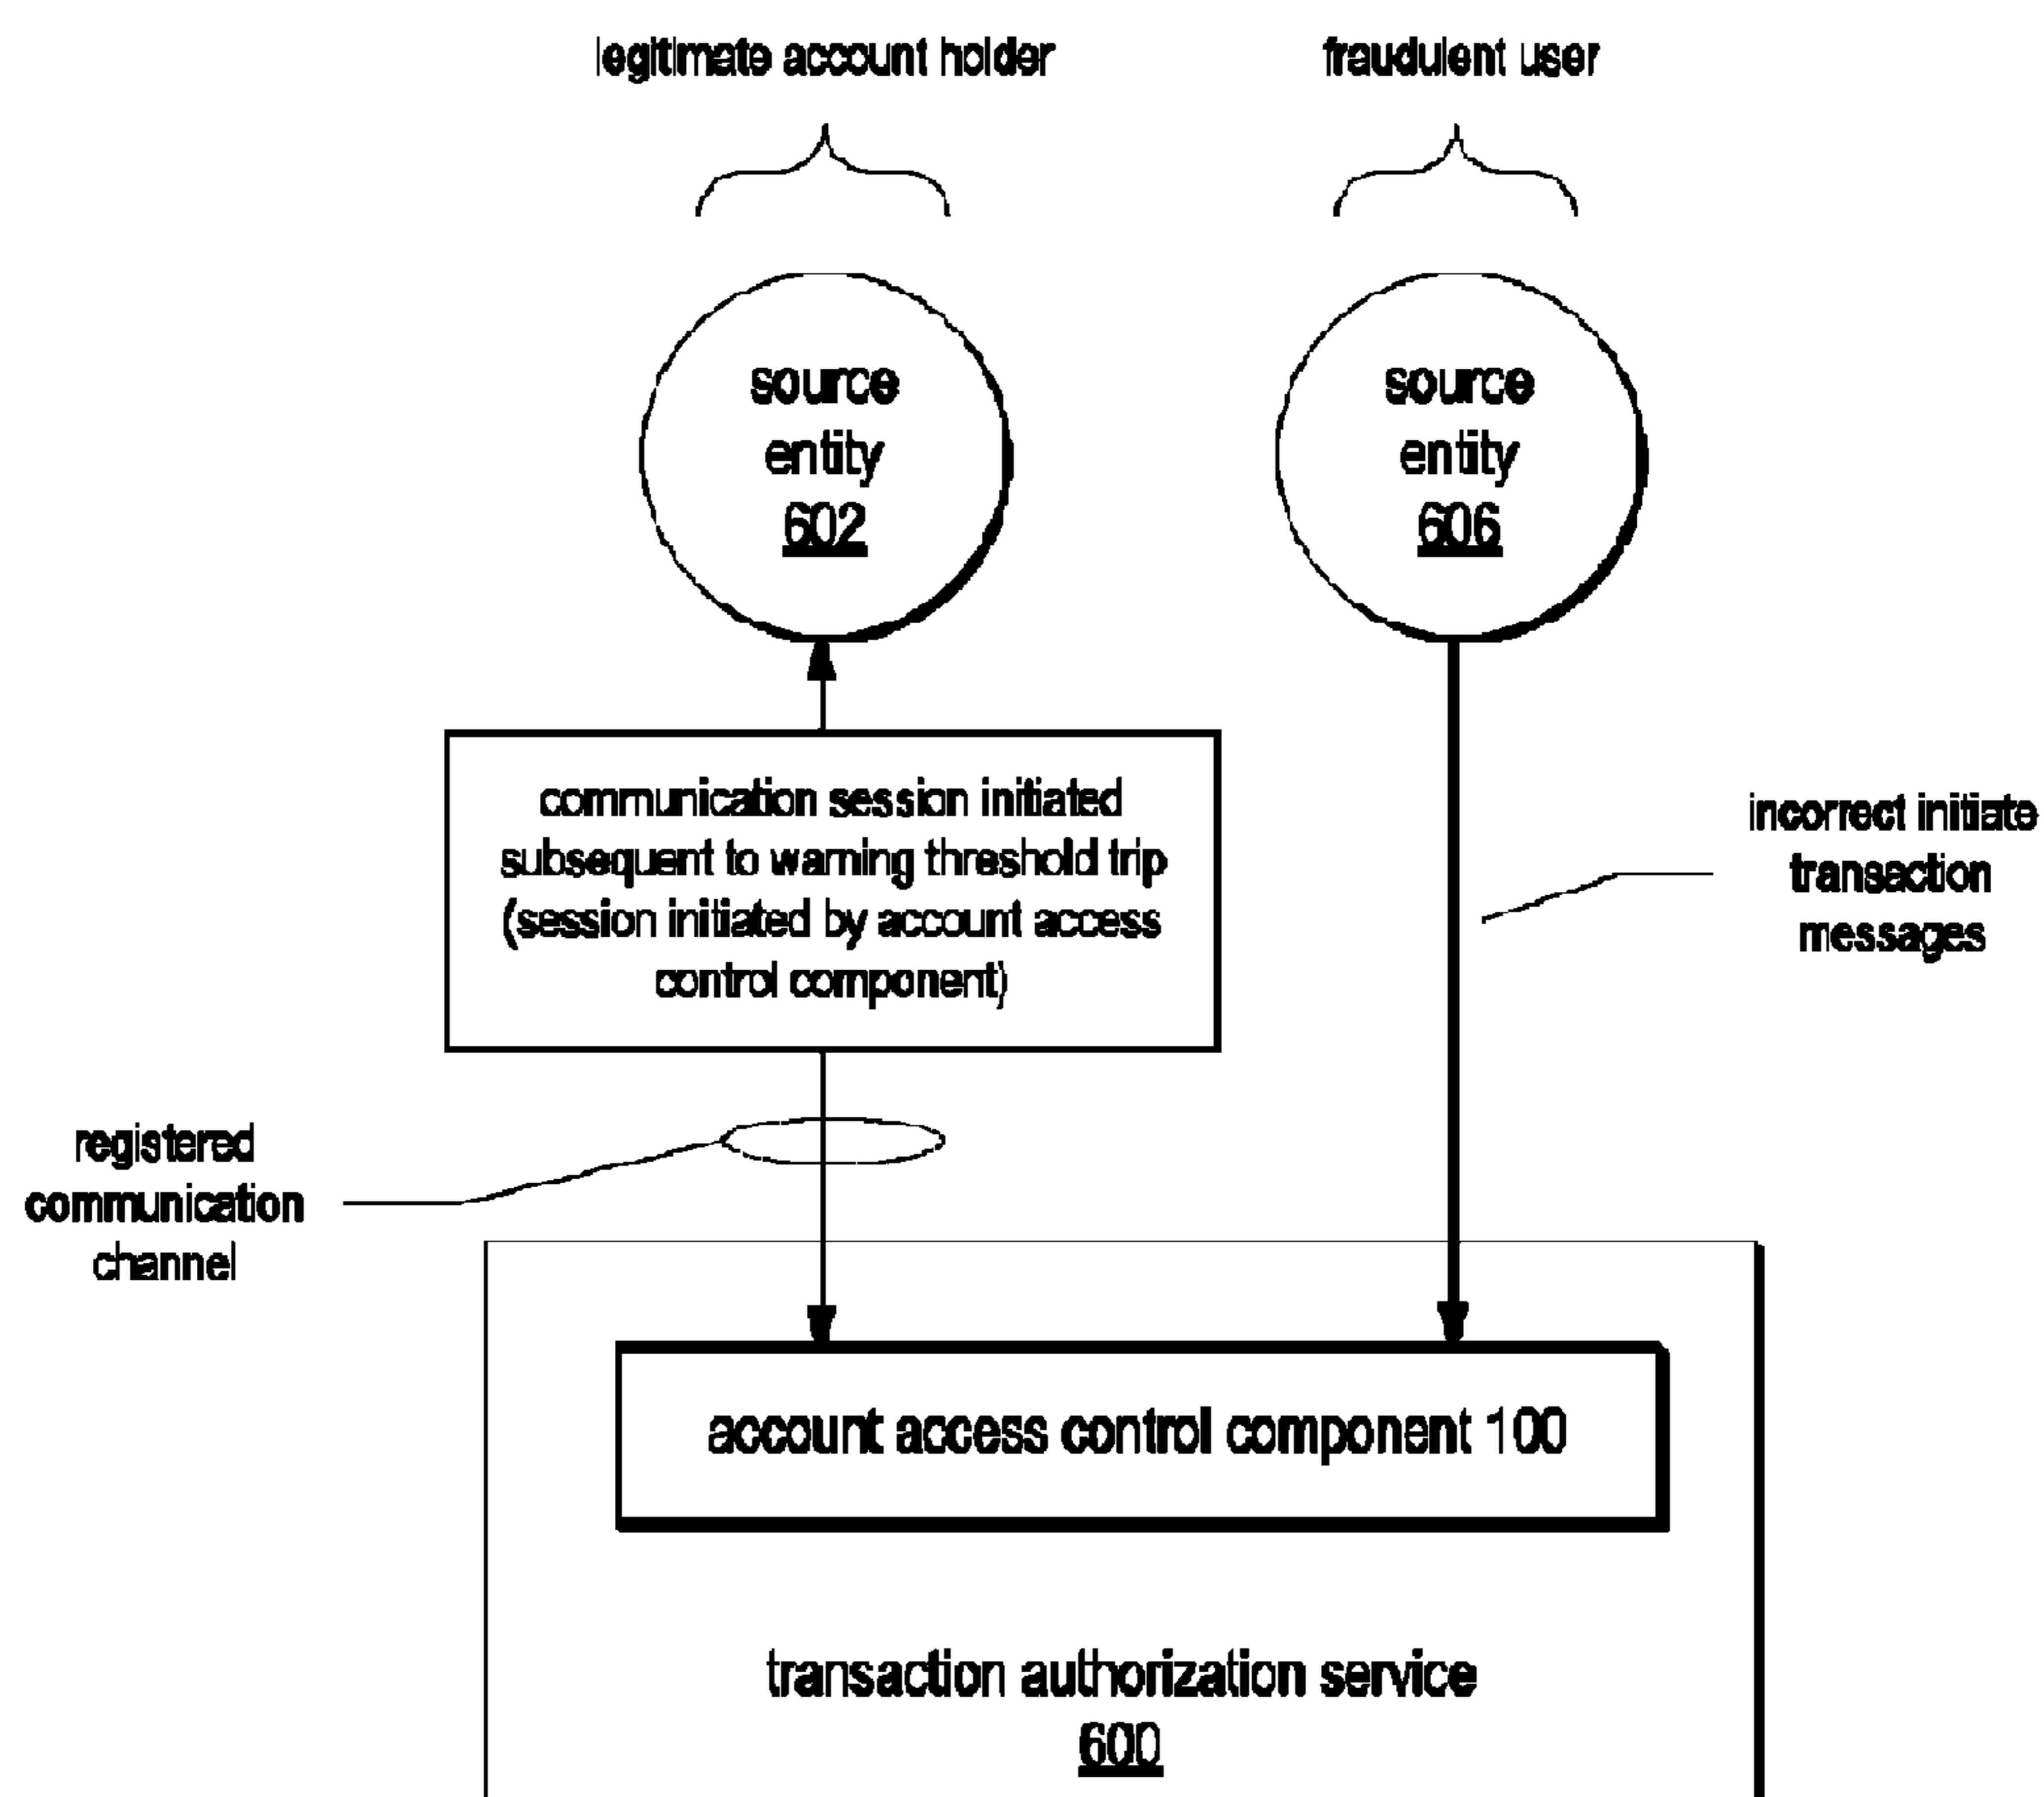 legitimate account holder
fraudulent user
source
entity
602
source
entity
606
communication session initiated
subsequent to warning threshold trip
(session initiated by account access
control component)
incorrect initiate
transaction
messages
registered
communication
channel
account access control component 100
transaction authorization service
600